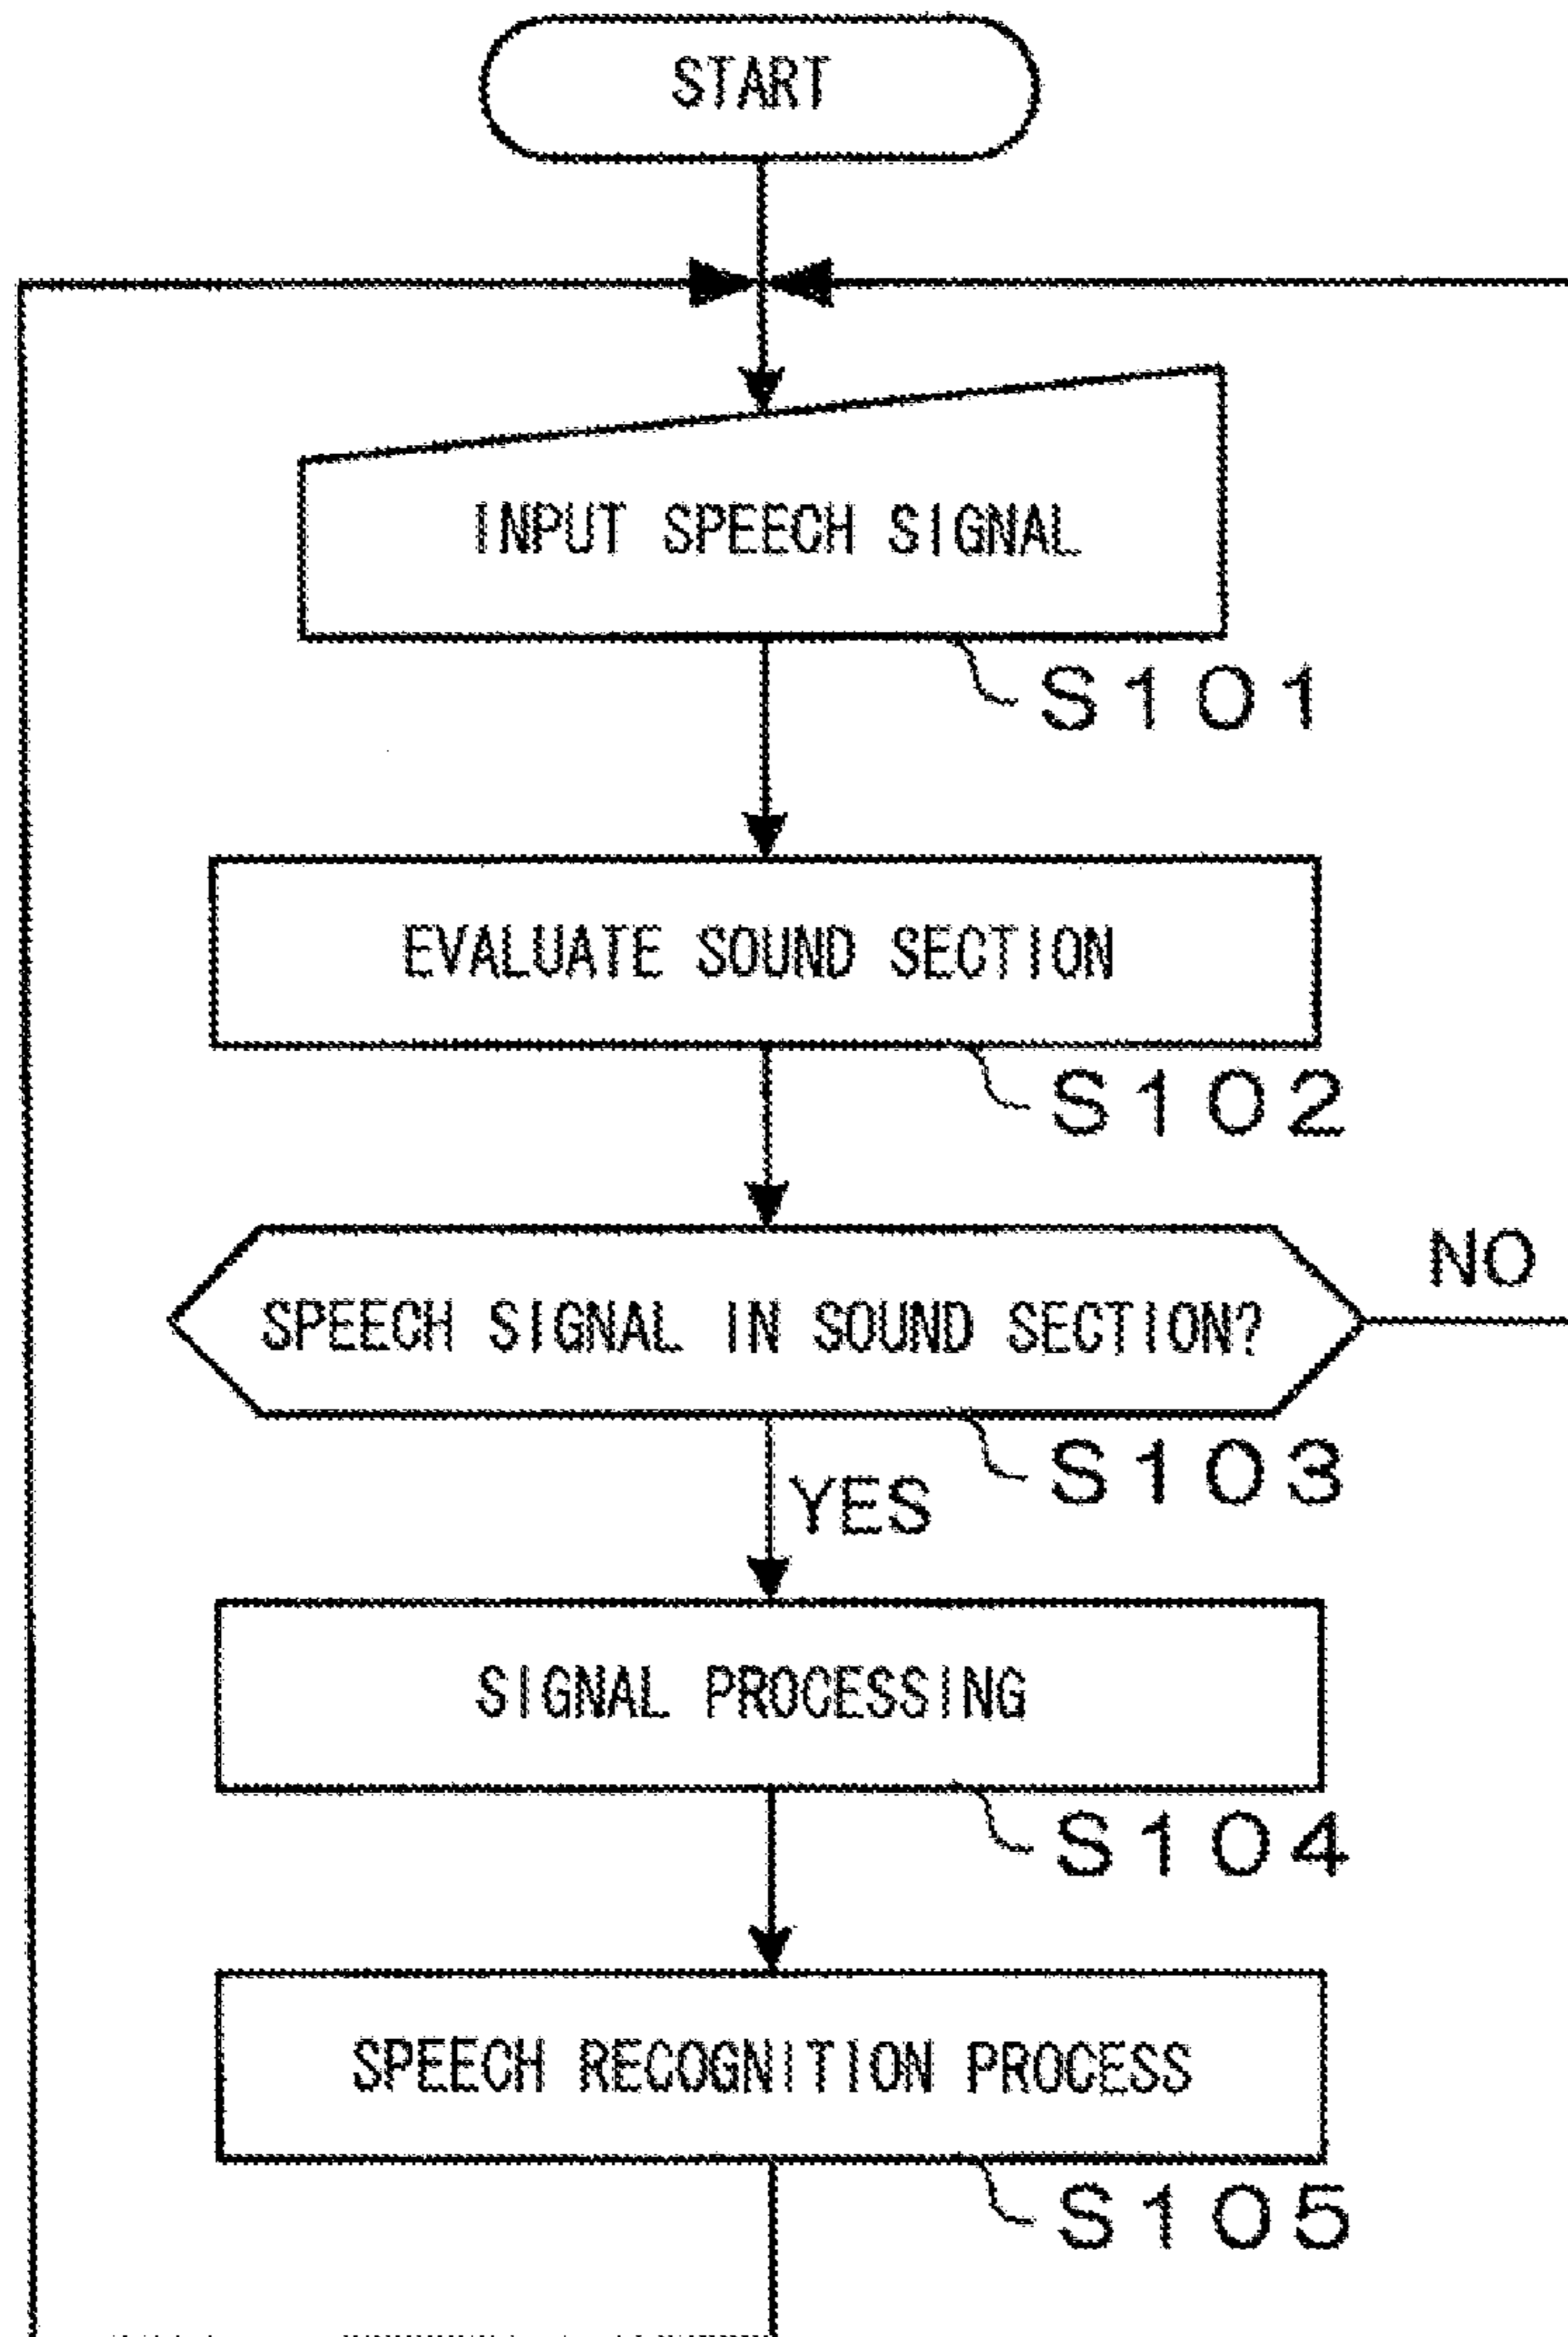 START
INPUT SPEECH SIGNAL
S101
EVALUATE SOUND SECTION
S102
SPEECH SIGNAL IN SOUND SECTION?
NO
S103
YES
SIGNAL PROCESSING
S104
SPEECH RECOGNITION PROCESS
S105